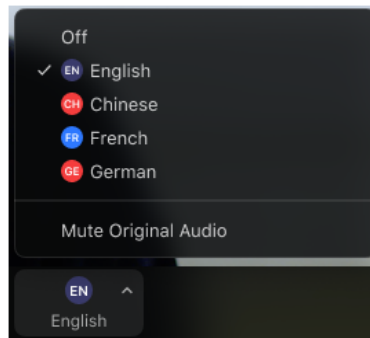 Off
EN English
CH Chinese
FR French
GE German
Mute Original Audio
EN
English